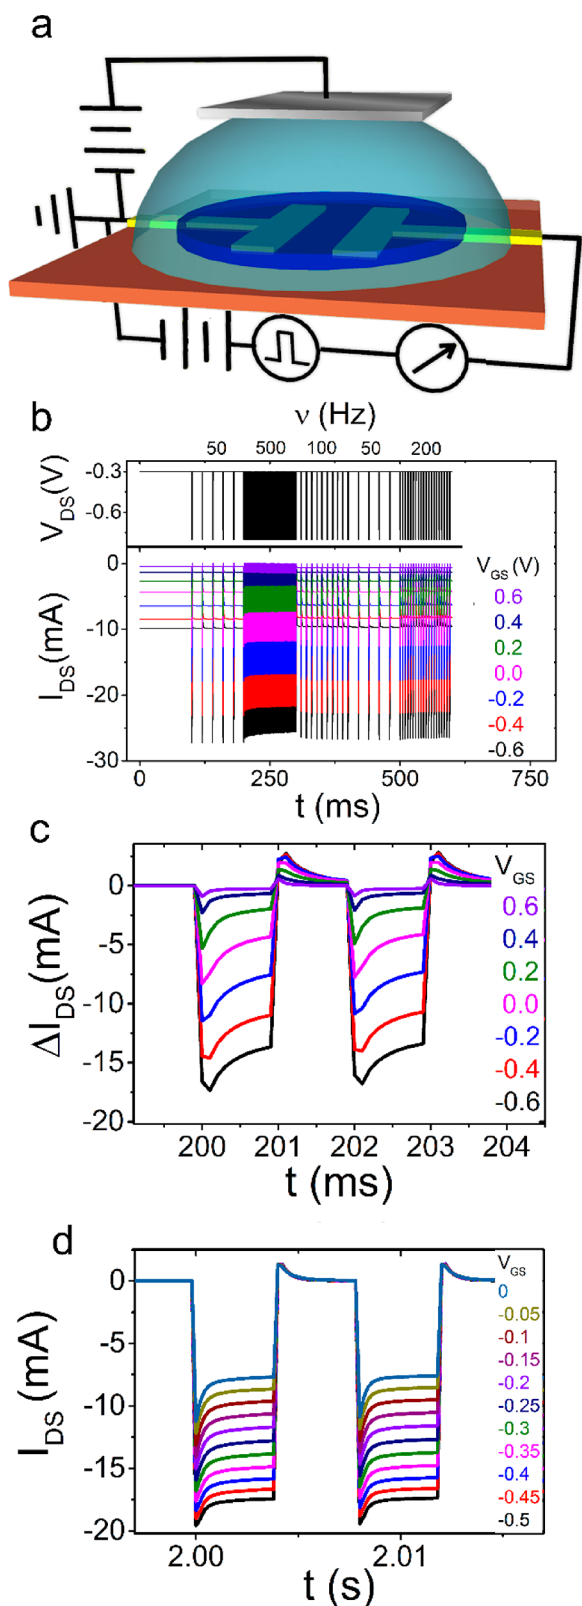 a
b
ν (Hz)
50 500 100 50 200
V_DS(V)
-0.3
-0.6
I_DS(mA)
0
-10
-20
-30
V_GS (V)
0.6
0.4
0.2
0.0
-0.2
-0.4
-0.6
0 250 500 750
t (ms)
c
ΔI_DS(mA)
0
-5
-10
-15
-20
V_GS
0.6
0.4
0.2
0.0
-0.2
-0.4
-0.6
200 201 202 203 204
t (ms)
d
I_DS(mA)
0
-5
-10
-15
-20
V_GS
0
-0.05
-0.1
-0.15
-0.2
-0.25
-0.3
-0.35
-0.4
-0.45
-0.5
2.00 2.01
t (s)